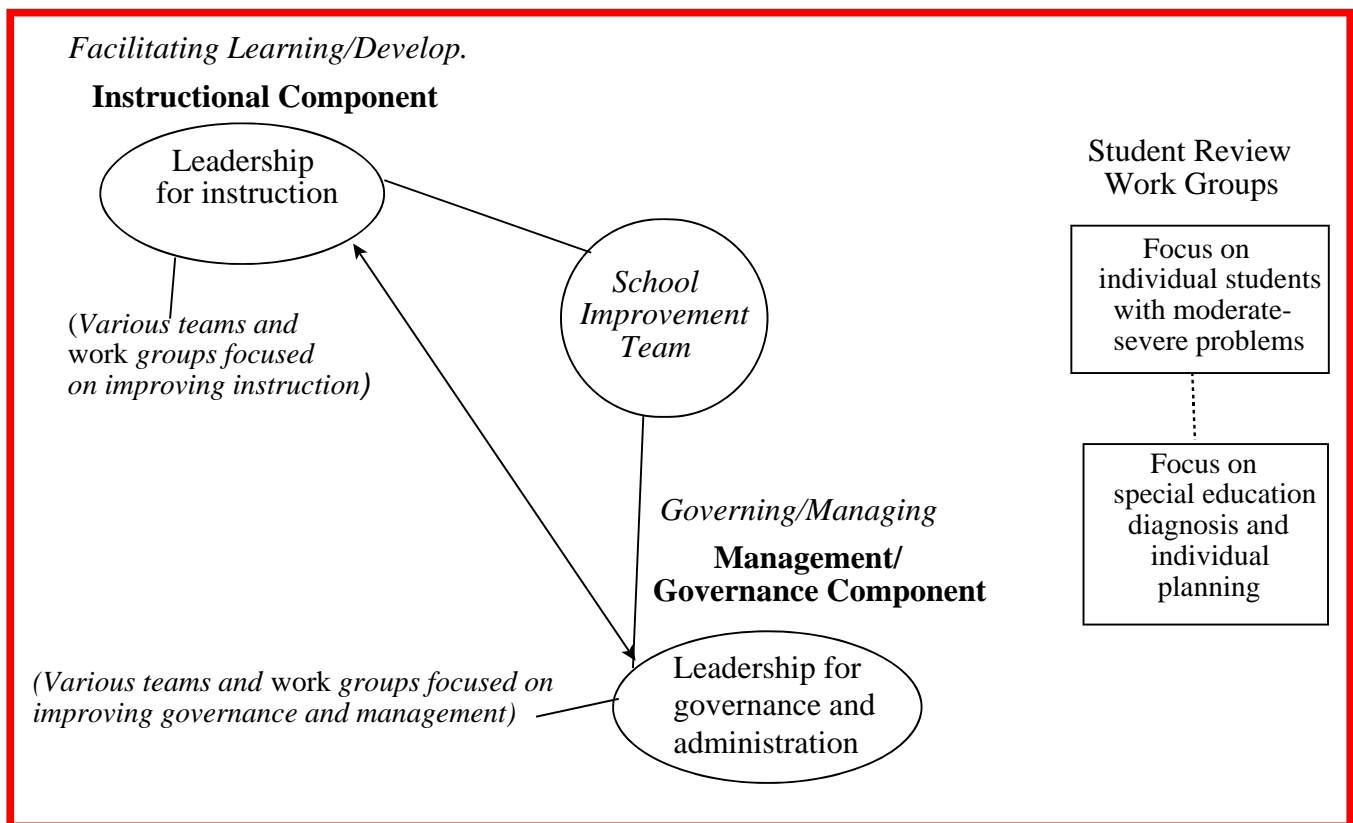 Facilitating Learning/Develop.
Instructional Component
Leadership
for instruction
(Various teams and
work groups focused
on improving instruction)
School
Improvement
Team
Governing/Managing
Management/
Governance Component
Leadership for
governance and
administration
(Various teams and work groups focused on
improving governance and management)
Student Review
Work Groups
Focus on
individual students
with moderate-
severe problems
Focus on
special education
diagnosis and
individual
planning